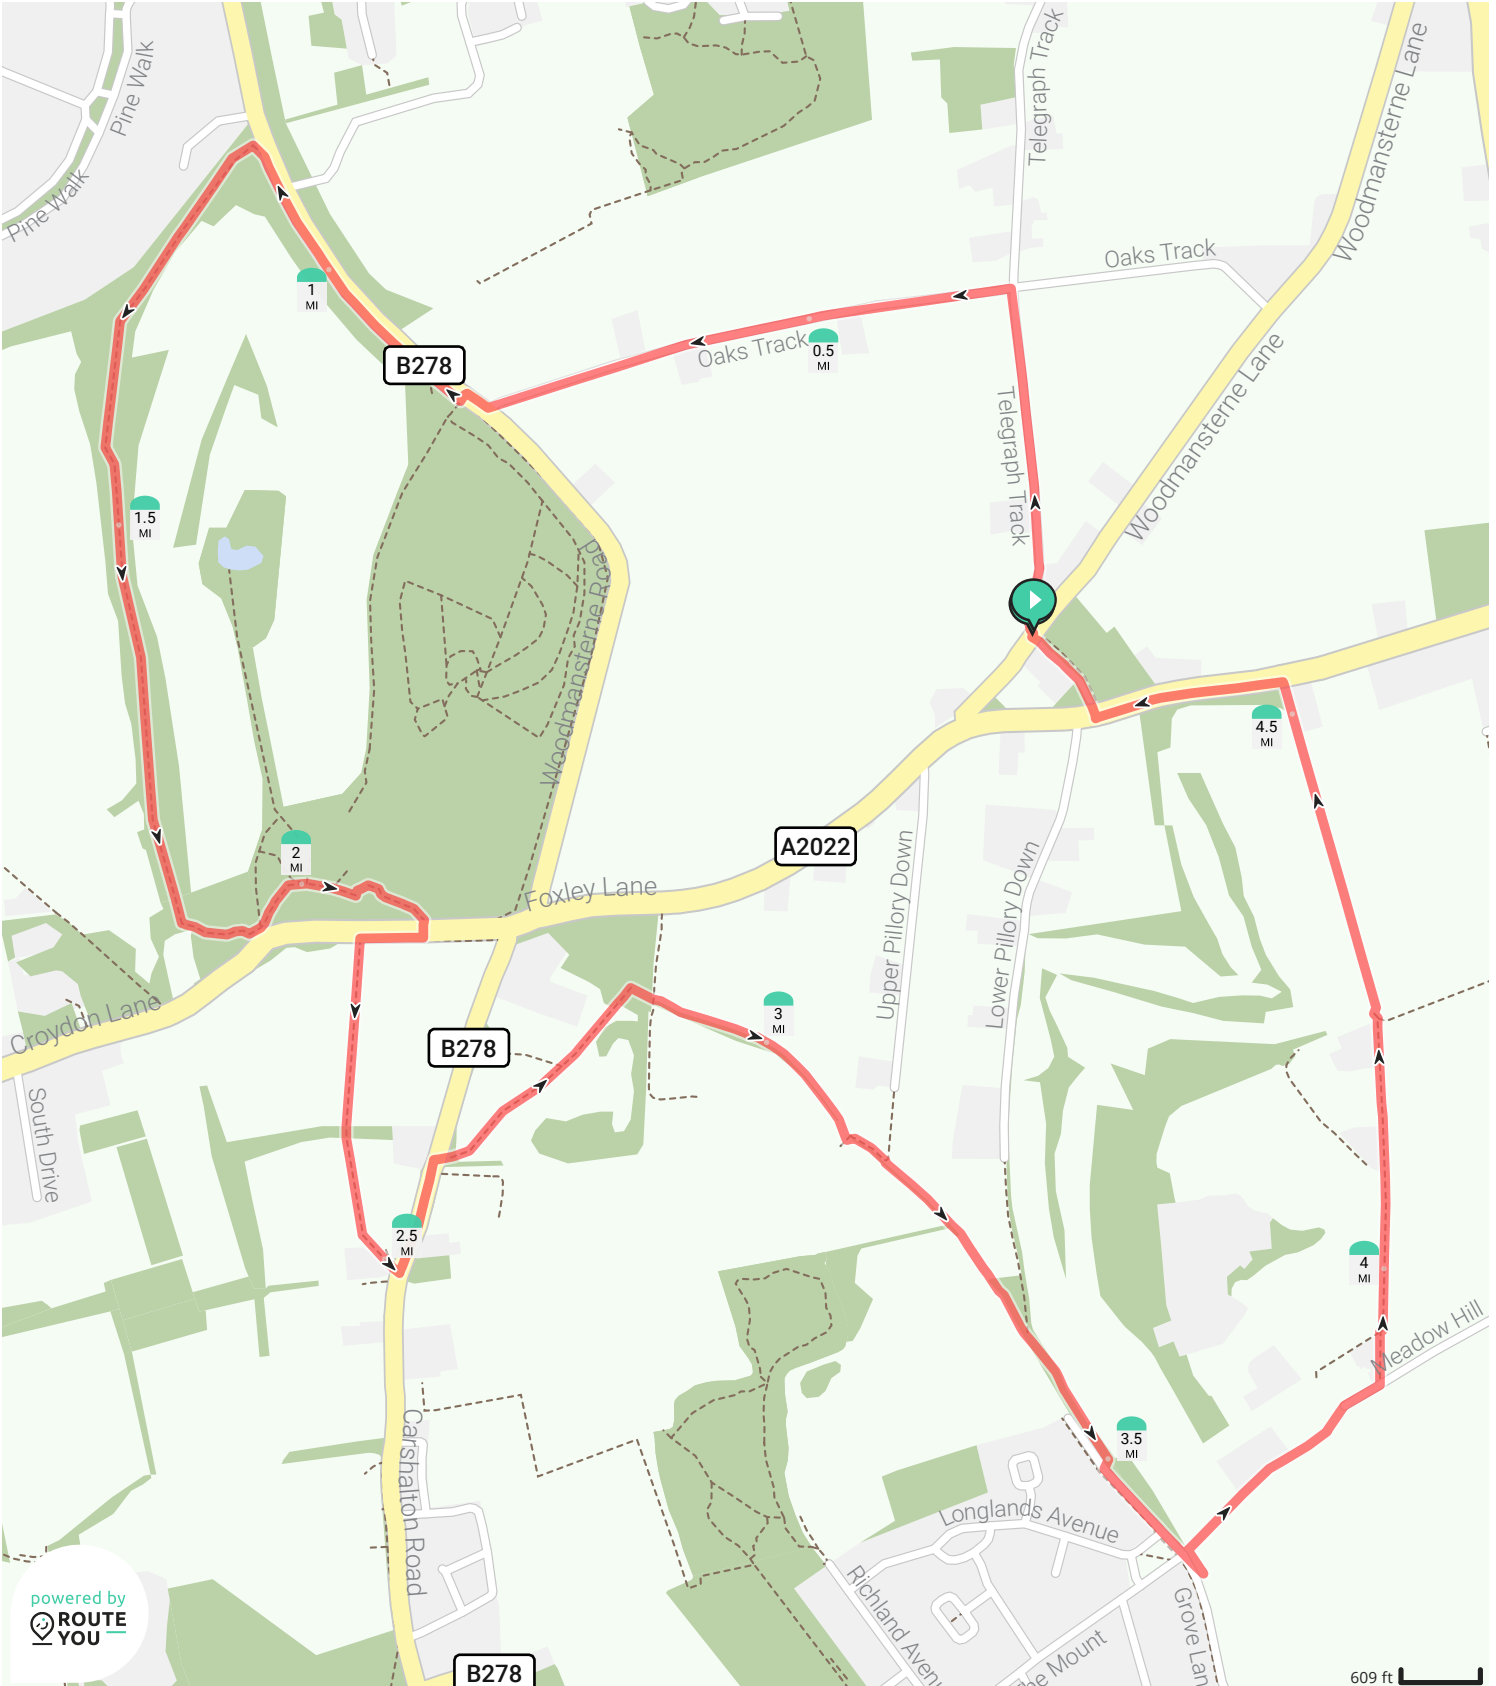 Pine Walk
Pine Walk
Telegraph Track
Woodmansterne Lane
Oaks Track
1
MI
B278
Oaks Track
0.5
MI
Telegraph Track
Woodmansterne Lane
1.5
MI
Woodmansterne Road
4.5
MI
2
MI
A2022
Foxley Lane
Upper Pillory Down
Lower Pillory Down
Croydon Lane
3
MI
B278
South Drive
2.5
MI
4
MI
Meadow Hill
Carshalton Road
3.5
MI
Longlands Avenue
Richland Avenu
he Mount
Grove Lan
powered by
ROUTE
YOU
B278
609 ft